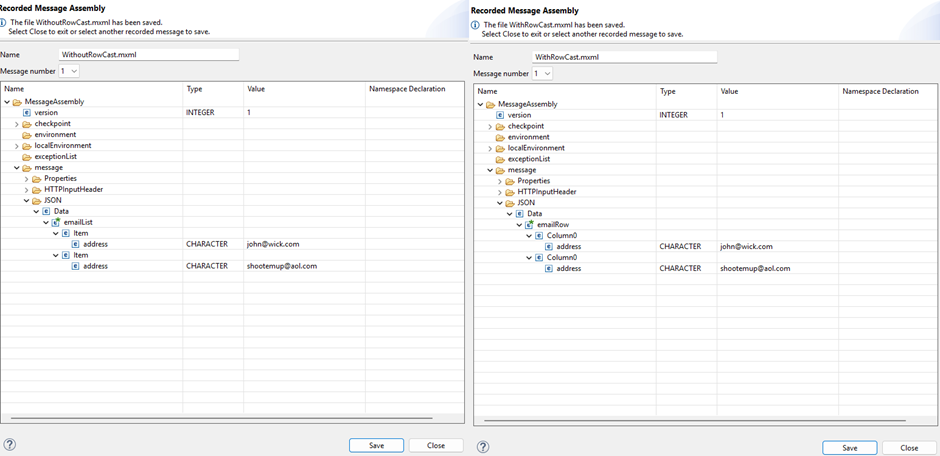 Recorded Message Assembly
The file WithoutRowCast.mxml has been saved.
Select Close to exit or select another recorded message to save.
Name WithoutRowCast.mxml
Message number 1
Name Type Value Namespace Declaration
MessageAssembly
version INTEGER 1
checkpoint
environment
localEnvironment
exceptionList
message
Properties
HTTPInputHeader
JSON
Data
emailList
Item
address CHARACTER john@wick.com
Item
address CHARACTER shootemup@aol.com
Save Close
Recorded Message Assembly
The file WithRowCast.mxml has been saved.
Select Close to exit or select another recorded message to save.
Name WithRowCast.mxml
Message number 1
Name Type Value Namespace Declaration
MessageAssembly
version INTEGER 1
checkpoint
environment
localEnvironment
exceptionList
message
Properties
HTTPInputHeader
JSON
Data
emailRow
Column0
address CHARACTER john@wick.com
Column0
address CHARACTER shootemup@aol.com
Save Close